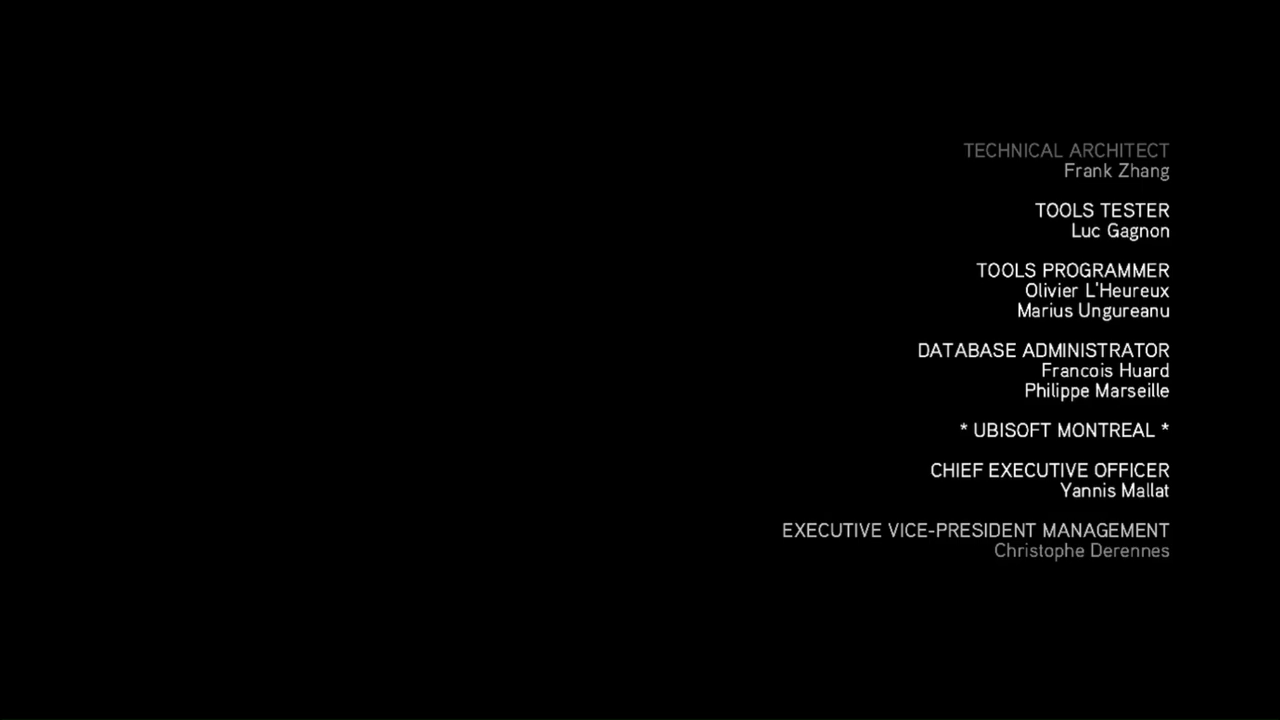 TECHNICAL ARCHITECT
Frank Zhang
TOOLS TESTER
Luc Gagnon
TOOLS PROGRAMMER
Olivier L'Heureux
Marius Ungureanu
DATABASE ADMINISTRATOR
Francois Huard
Philippe Marseille
* UBISOFT MONTREAL *
CHIEF EXECUTIVE OFFICER
Yannis Mallat
EXECUTIVE VICE-PRESIDENT MANAGEMENT
Christophe Derennes